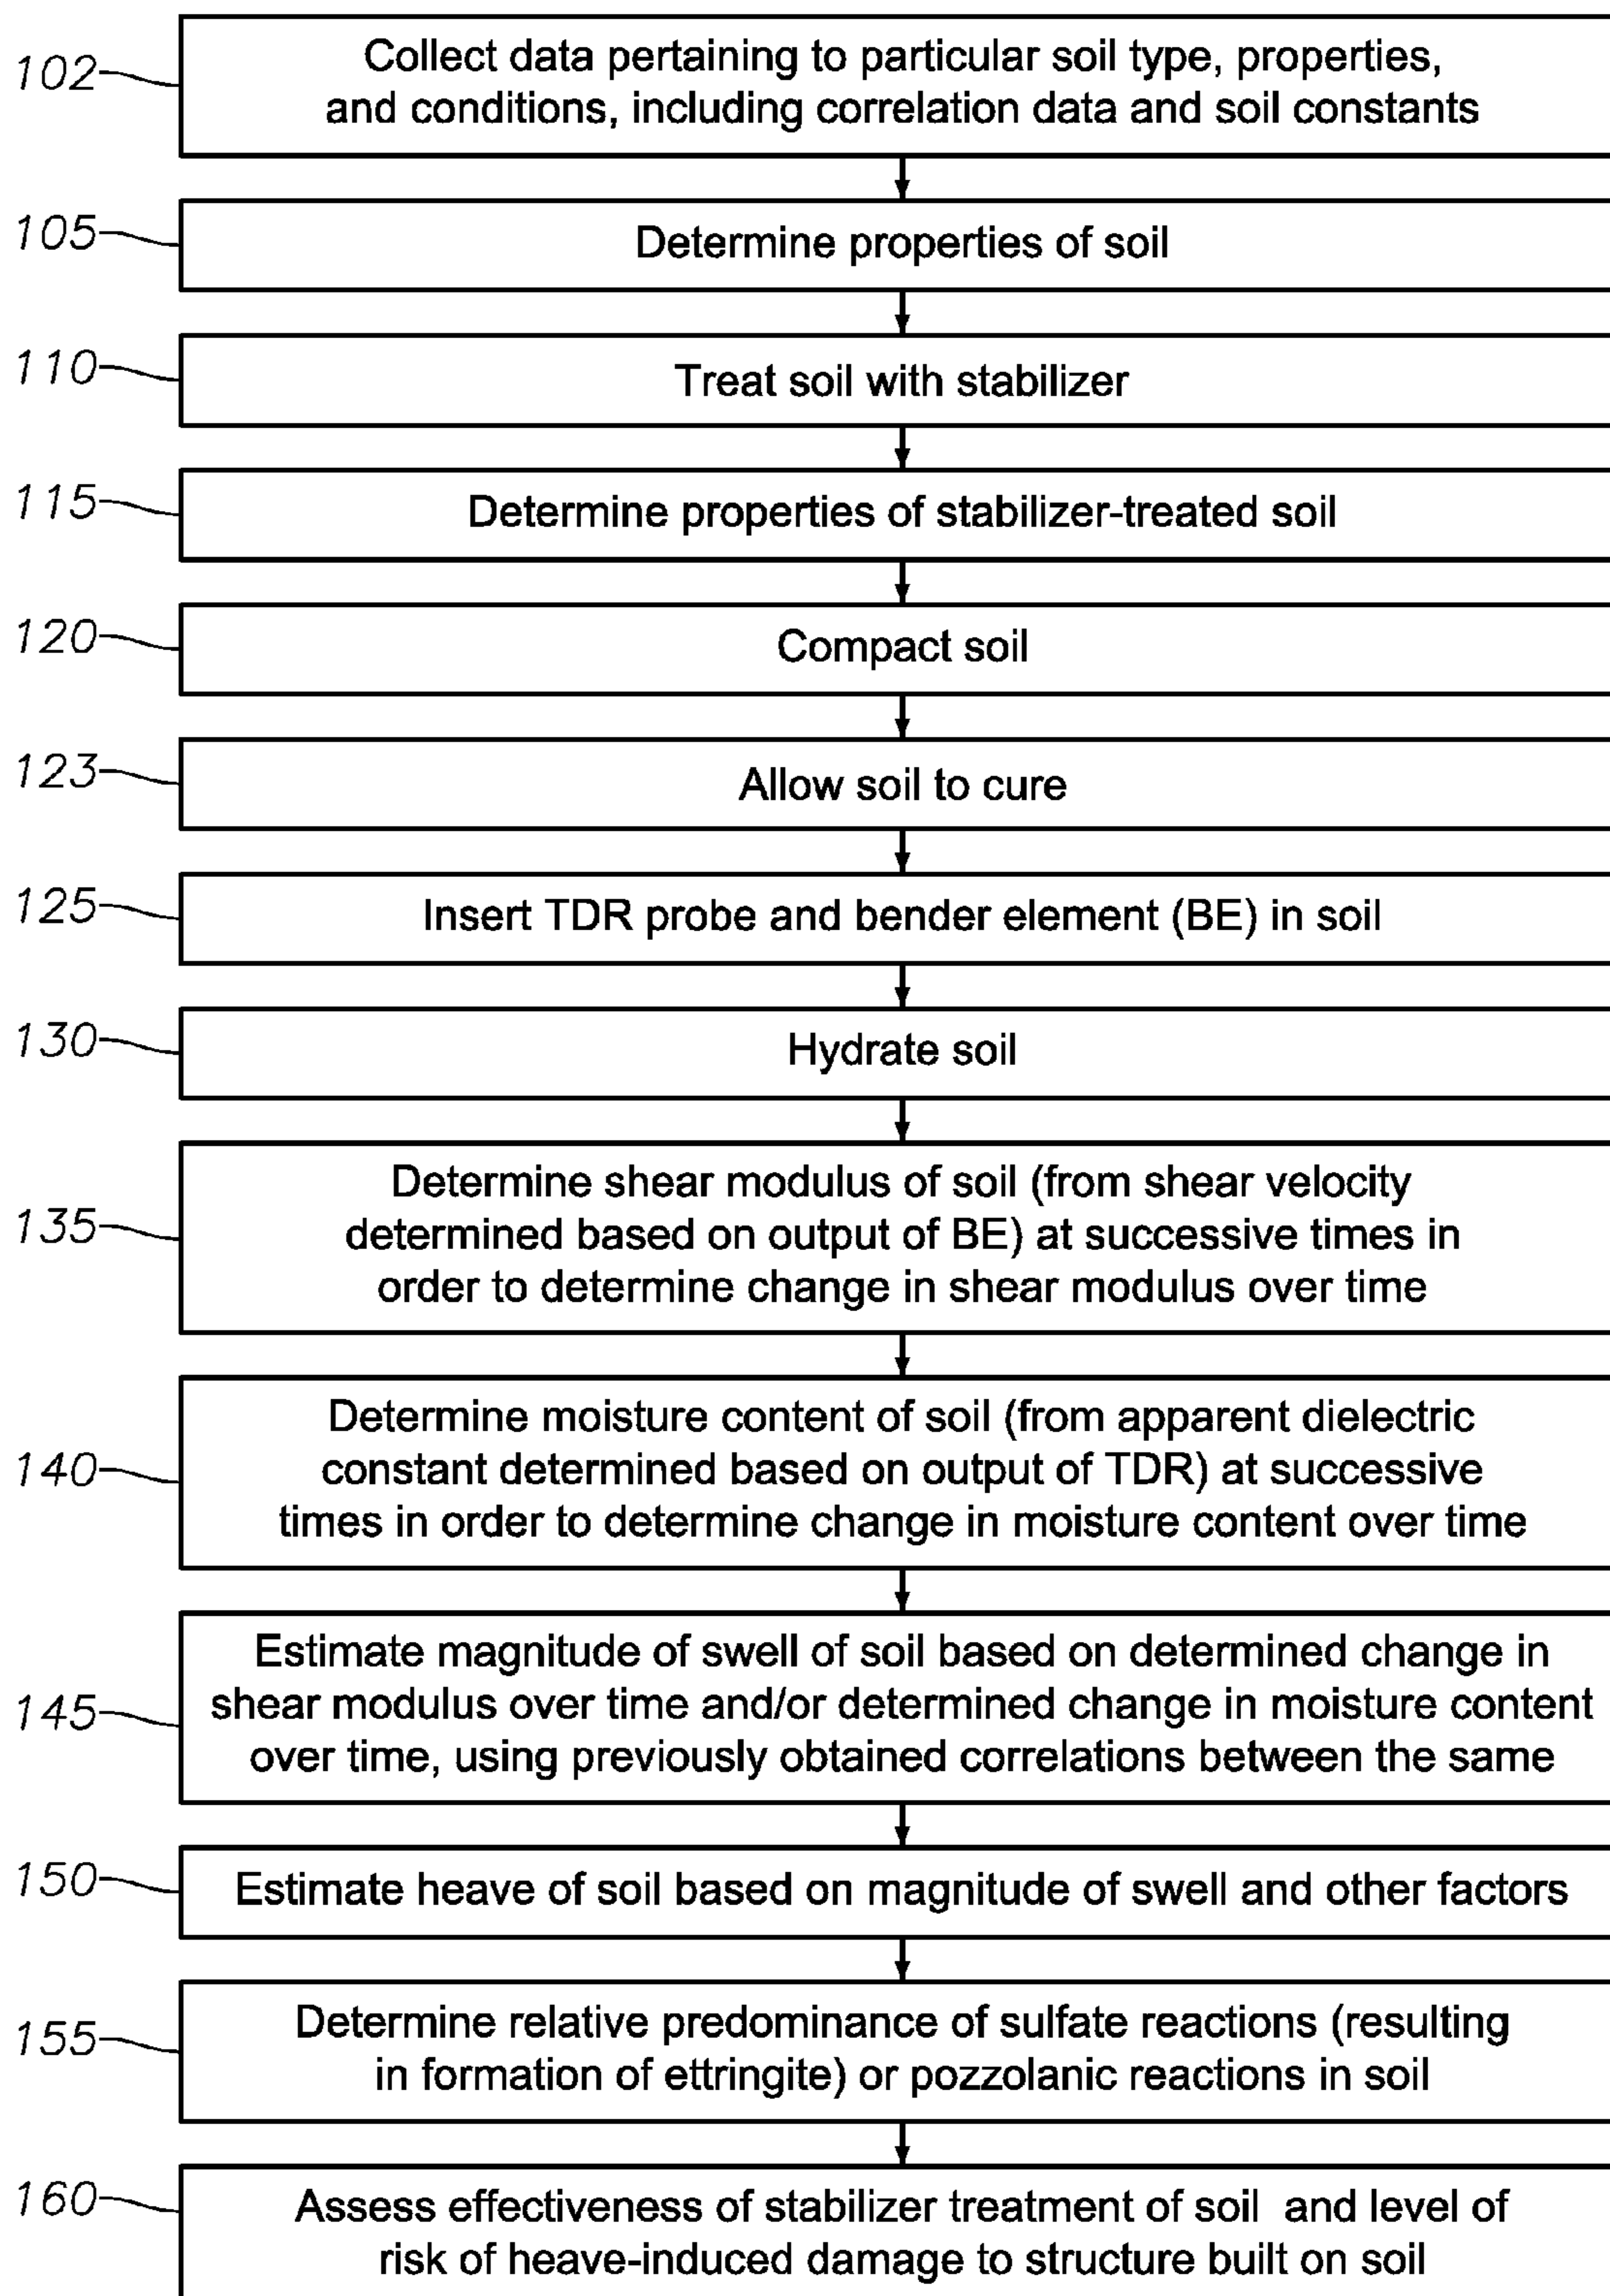 102
Collect data pertaining to particular soil type, properties,
and conditions, including correlation data and soil constants
105
Determine properties of soil
110
Treat soil with stabilizer
115
Determine properties of stabilizer-treated soil
120
Compact soil
123
Allow soil to cure
125
Insert TDR probe and bender element (BE) in soil
130
Hydrate soil
135
Determine shear modulus of soil (from shear velocity
determined based on output of BE) at successive times in
order to determine change in shear modulus over time
140
Determine moisture content of soil (from apparent dielectric
constant determined based on output of TDR) at successive
times in order to determine change in moisture content over time
145
Estimate magnitude of swell of soil based on determined change in
shear modulus over time and/or determined change in moisture content
over time, using previously obtained correlations between the same
150
Estimate heave of soil based on magnitude of swell and other factors
155
Determine relative predominance of sulfate reactions (resulting
in formation of ettringite) or pozzolanic reactions in soil
160
Assess effectiveness of stabilizer treatment of soil and level of
risk of heave-induced damage to structure built on soil